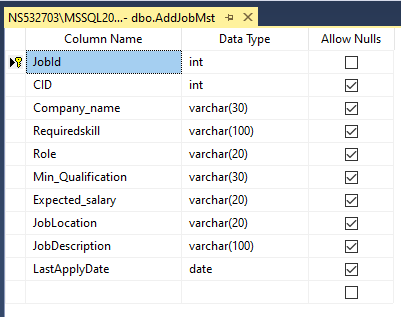 NS532703\MSSQL20...- dbo.AddJobMst
Column Name Data Type Allow Nulls
JobId int
CID int
Company_name varchar(30)
Requiredskill varchar(100)
Role varchar(20)
Min_Qualification varchar(30)
Expected_salary varchar(20)
JobLocation varchar(20)
JobDescription varchar(100)
LastApplyDate date